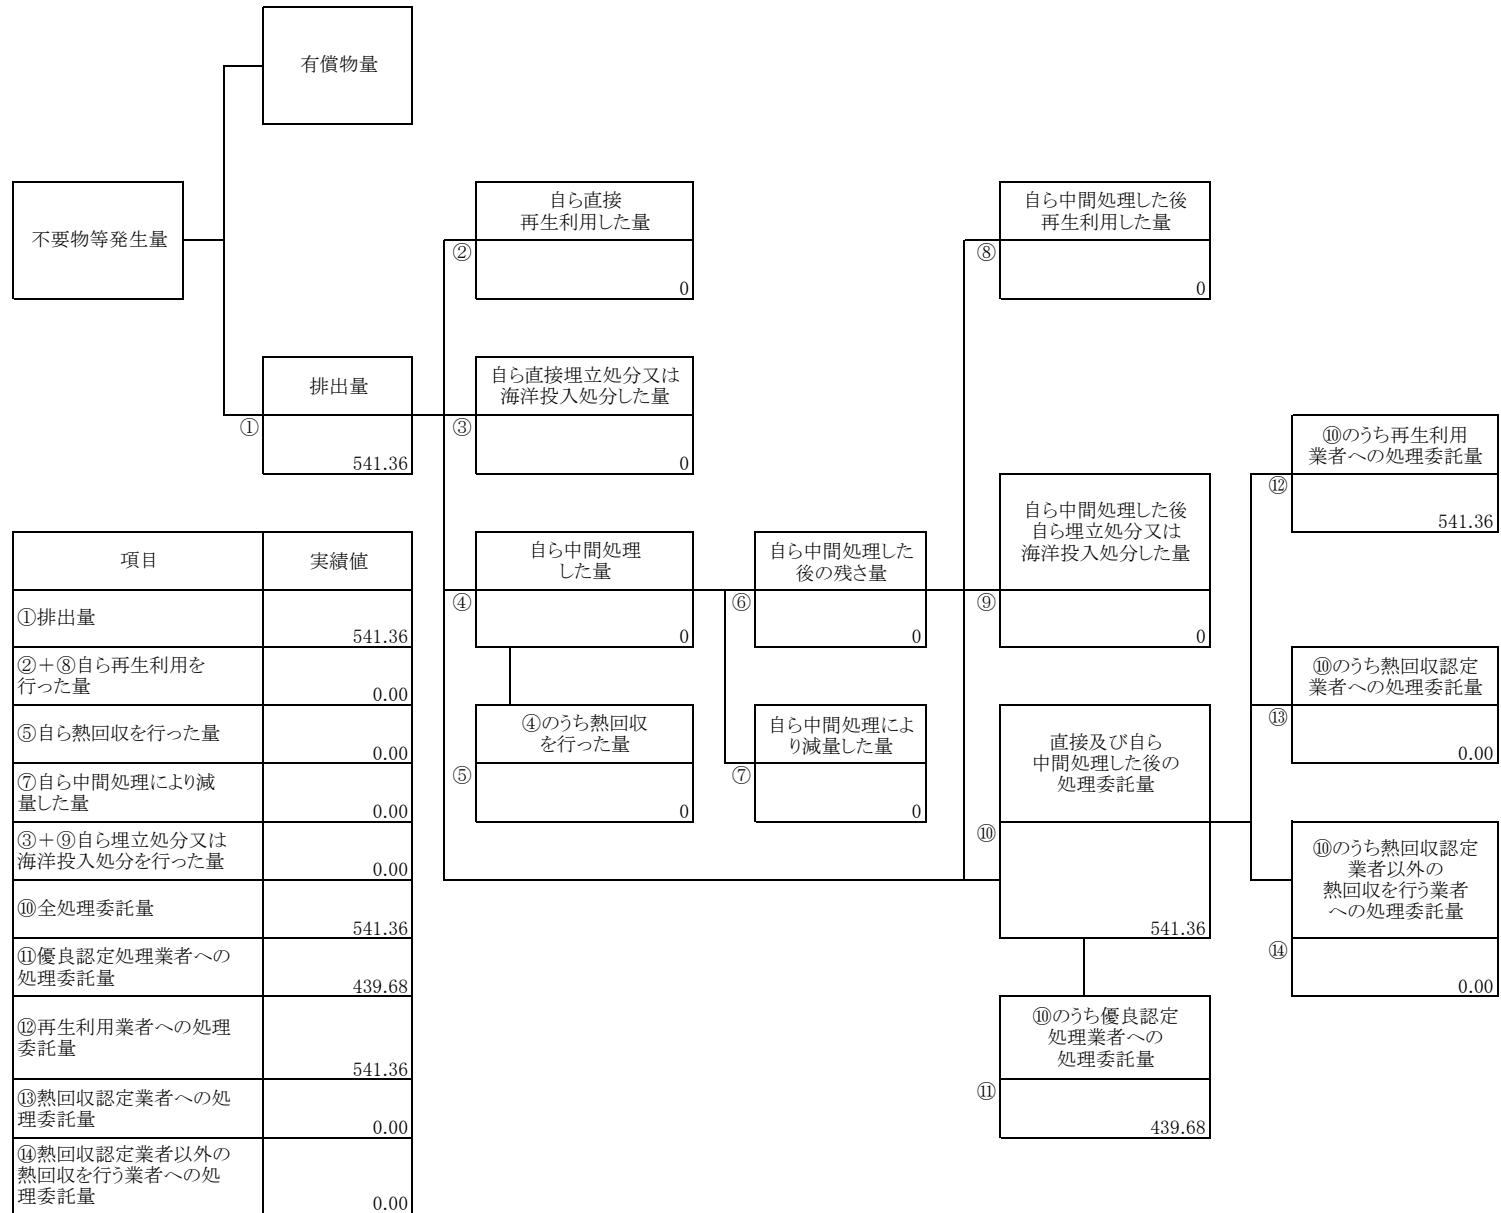 有償物量
不要物等発生量
自ら直接
再生利用した量
②
0
自ら中間処理した後
再生利用した量
⑧
0
排出量
①
541.36
自ら直接埋立処分又は
海洋投入処分した量
③
0
⑩のうち再生利用
業者への処理委託量
⑫
541.36
自ら中間処理
した量
④
0
自ら中間処理した
後の残さ量
⑥
0
自ら中間処理した後
自ら埋立処分又は
海洋投入処分した量
⑨
0
⑩のうち熱回収認定
業者への処理委託量
⑬
0.00
④のうち熱回収
を行った量
⑤
0
自ら中間処理によ
り減量した量
⑦
0
直接及び自ら
中間処理した後の
処理委託量
⑩
541.36
⑩のうち熱回収認定
業者以外の
熱回収を行う業者
への処理委託量
⑭
0.00
⑩のうち優良認定
処理業者への
処理委託量
⑪
439.68
項目
実績値
①排出量
541.36
②+⑧自ら再生利用を
行った量
0.00
⑤自ら熱回収を行った量
0.00
⑦自ら中間処理により減
量した量
0.00
③+⑨自ら埋立処分又は
海洋投入処分を行った量
0.00
⑩全処理委託量
541.36
⑪優良認定処理業者への
処理委託量
439.68
⑫再生利用業者への処理
委託量
541.36
⑬熱回収認定業者への処
理委託量
0.00
⑭熱回収認定業者以外の
熱回収を行う業者への処
理委託量
0.00